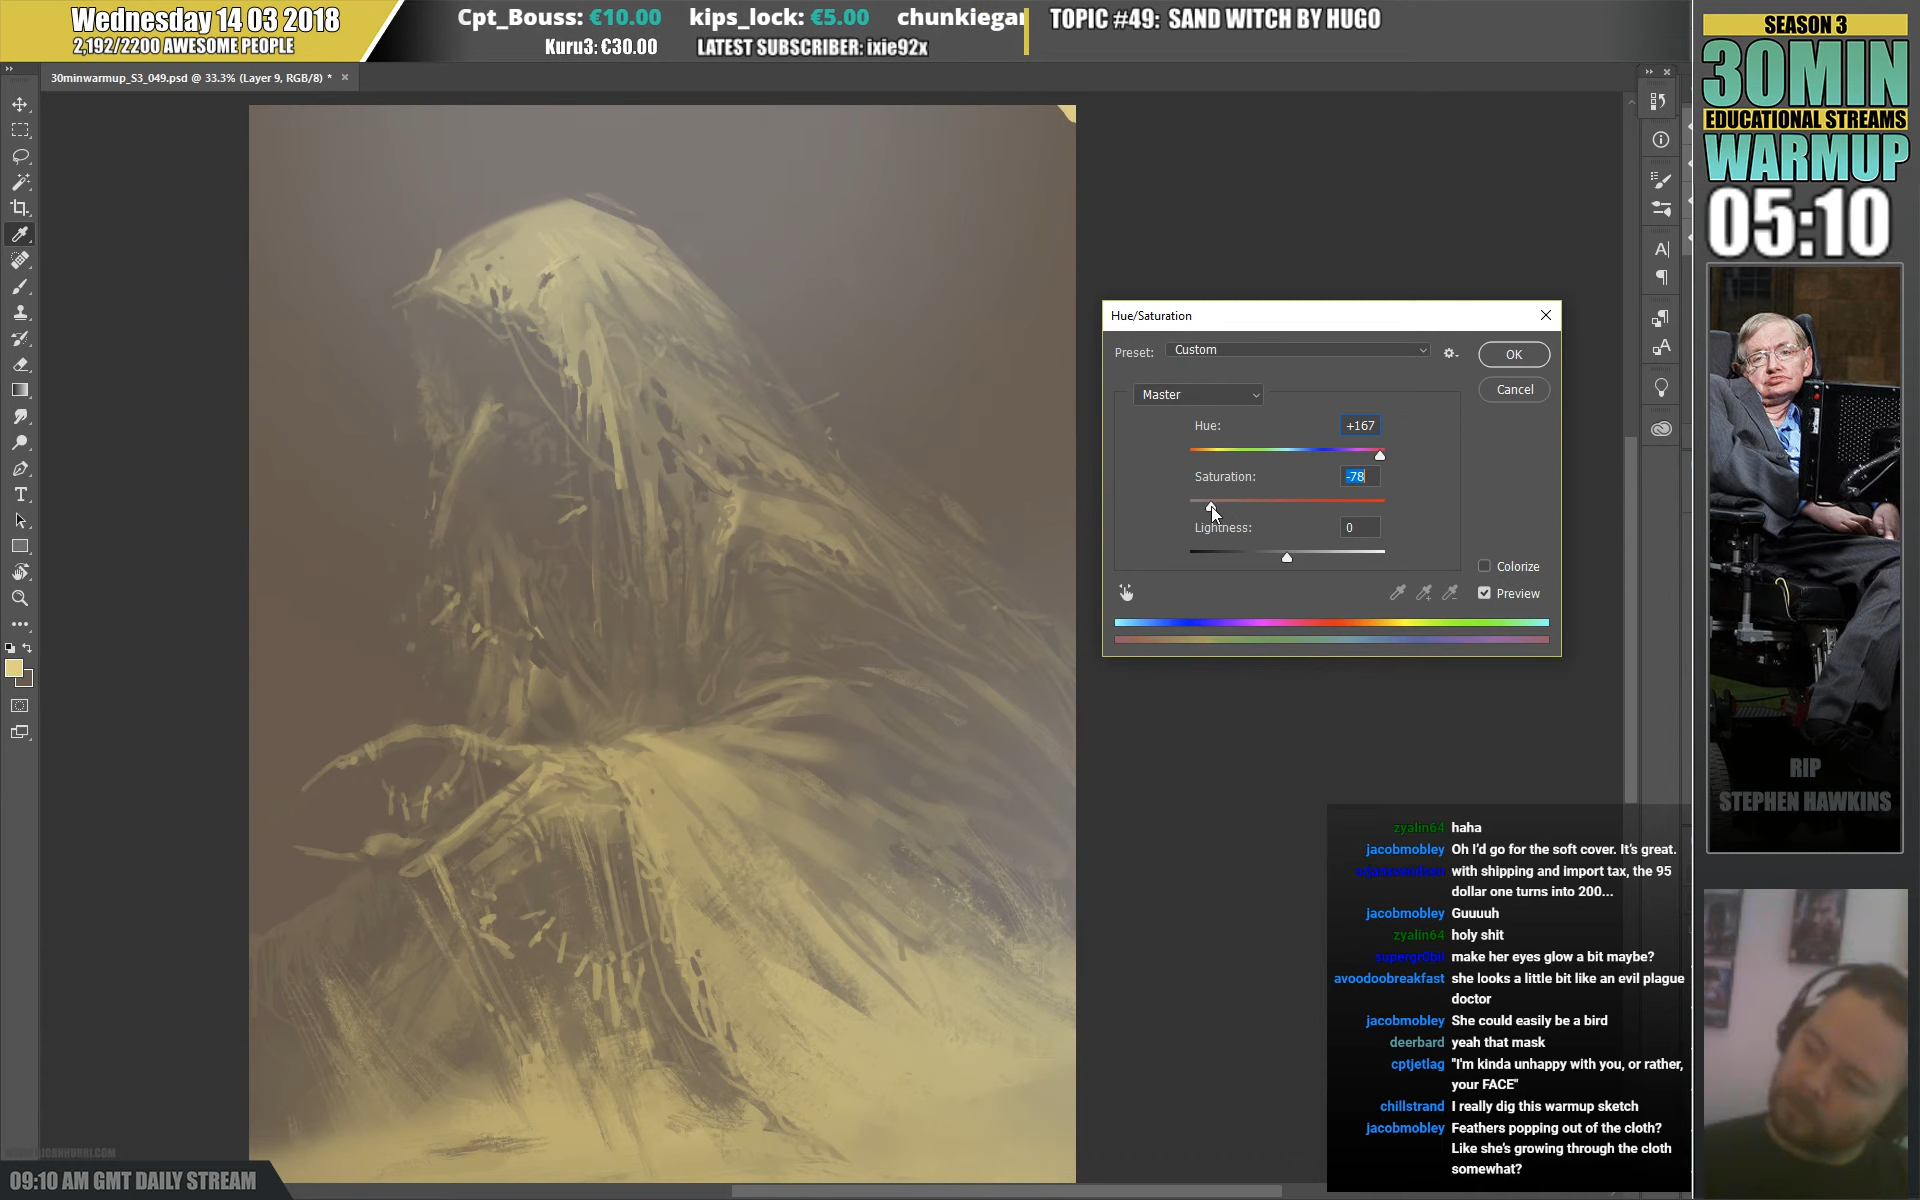 Wednesday 14 03 2018
2,192/2200 AWESOME PEOPLE
Cpt_Bouss: €10.00 kips_lock: €5.00 chunkiegar
Kuru3: €30.00 LATEST SUBSCRIBER: ixie92x
TOPIC #49: SAND WITCH BY HUGO
SEASON 3
30MIN
EDUCATIONAL STREAMS
WARMUP
05:10
30minwarmup_S3_049.psd @ 33.3% (Layer 9, RGB/8) *
Hue/Saturation
Preset: Custom
OK
Cancel
Master
Hue: +167
Saturation: -78
Lightness: 0
Colorize
Preview
RIP
STEPHEN HAWKINS
zyalin64 haha
jacobmobley Oh I'd go for the soft cover. It's great.
with shipping and import tax, the 95
dollar one turns into 200...
jacobmobley Guuuuh
zyalin64 holy shit
make her eyes glow a bit maybe?
avoodoobreakfast she looks a little bit like an evil plague
doctor
jacobmobley She could easily be a bird
deerbard yeah that mask
cptjetlag "I'm kinda unhappy with you, or rather,
your FACE"
chillstrand I really dig this warmup sketch
jacobmobley Feathers popping out of the cloth?
Like she's growing through the cloth
somewhat?
09:10 AM GMT DAILY STREAM